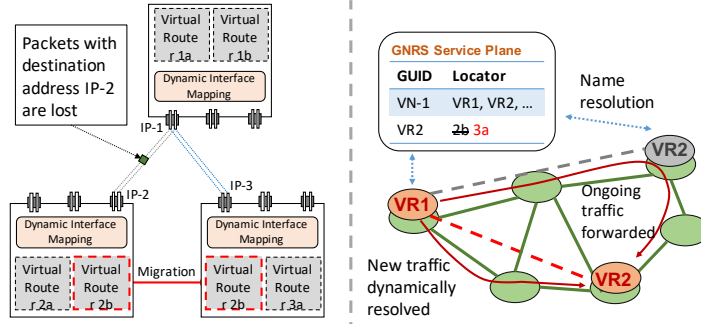 Packets with
destination
address IP-2
are lost
Virtual
Route
r 1a
Virtual
Route
r 1b
Dynamic Interface
Mapping
IP-1
IP-2
IP-3
Dynamic Interface
Mapping
Virtual
Route
r 2a
Virtual
Route
r 2b
Migration
Dynamic Interface
Mapping
Virtual
Route
r 2b
Virtual
Route
r 3a
GNRS Service Plane
GUID Locator
VN-1 VR1, VR2, ...
VR2 2b 3a
Name
resolution
VR2
VR1
Ongoing
traffic
forwarded
New traffic
dynamically
resolved
VR2